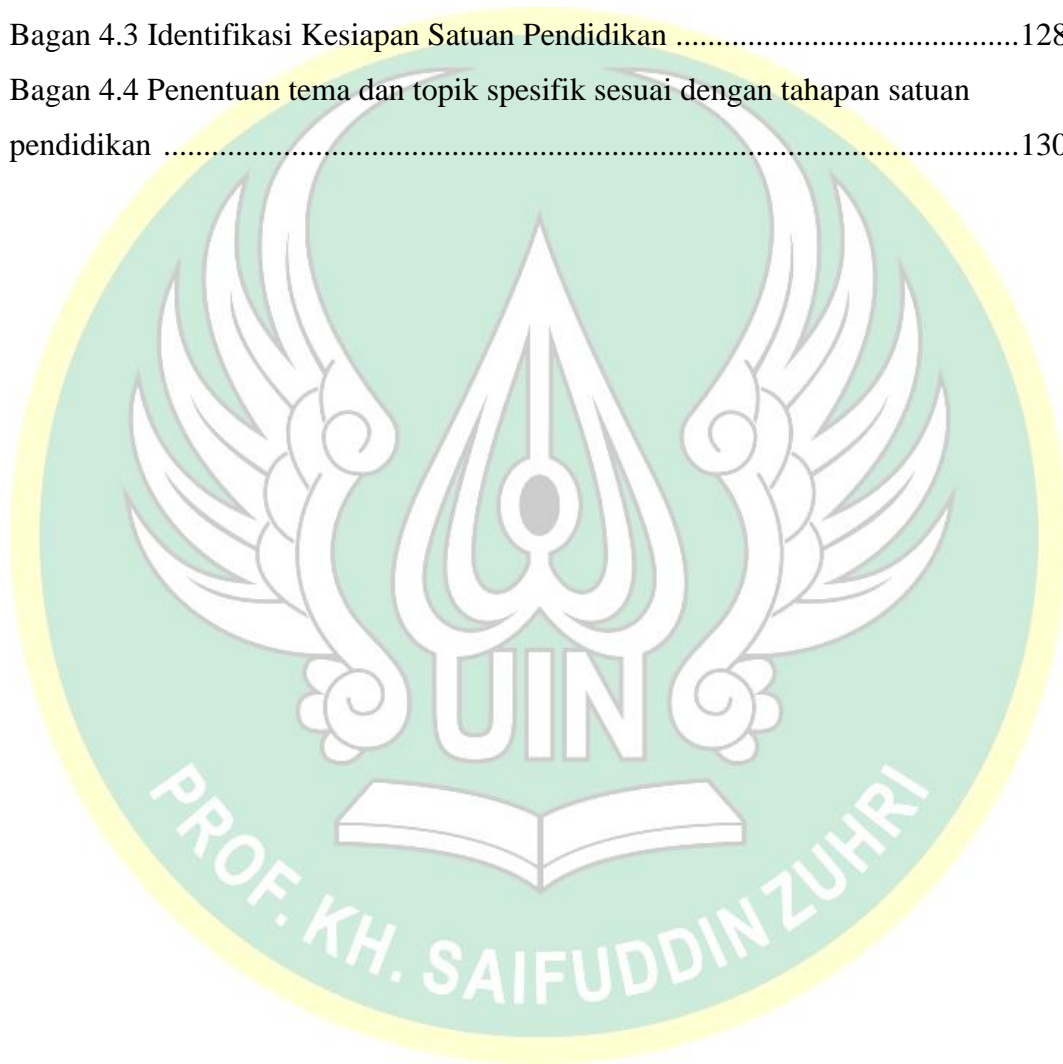 Bagan 4.3 Identifikasi Kesiapan Satuan Pendidikan ...........................................128
Bagan 4.4 Penentuan tema dan topik spesifik sesuai dengan tahapan satuan
pendidikan ............................................................................................................130
UIN
PROF. KH. SAIFUDDIN ZUHRI